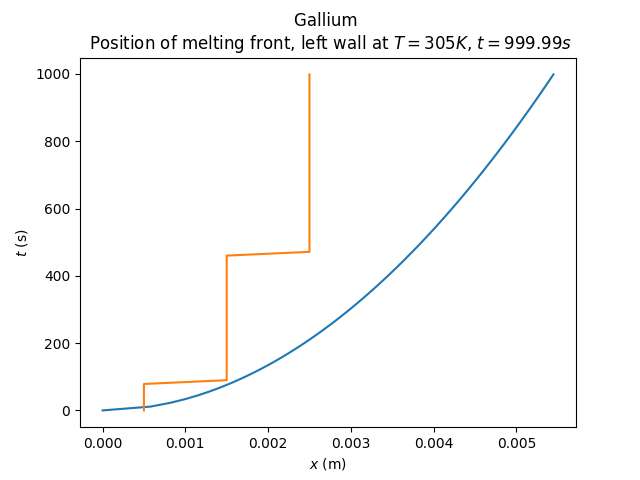 Gallium
Position of melting front, left wall at T = 305K, t = 999.99s
1000
800
600
400
200
0
t (s)
0.000 0.001 0.002 0.003 0.004 0.005
x (m)